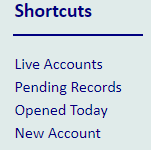 Shortcuts
Live Accounts
Pending Records
Opened Today
New Account